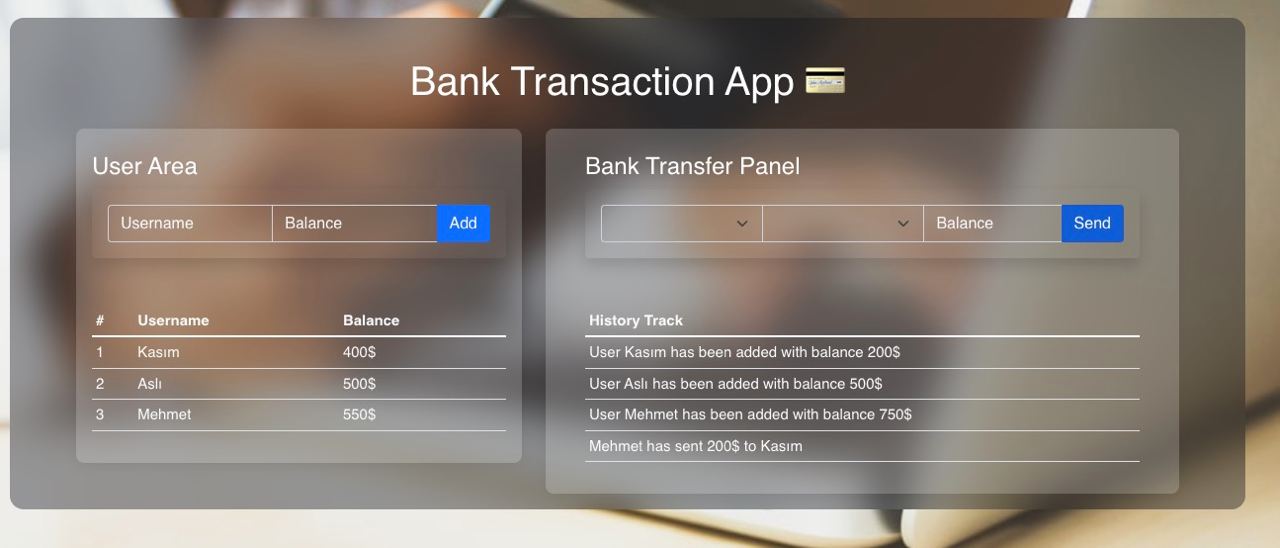 Bank Transaction App 💳
User Area
Username Balance Add
# Username Balance
1 Kasım 400$
2 Aslı 500$
3 Mehmet 550$
Bank Transfer Panel
Balance Send
History Track
User Kasım has been added with balance 200$
User Aslı has been added with balance 500$
User Mehmet has been added with balance 750$
Mehmet has sent 200$ to Kasım